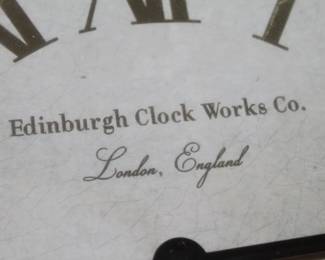 Edinburgh Clock Works Co.
London, England